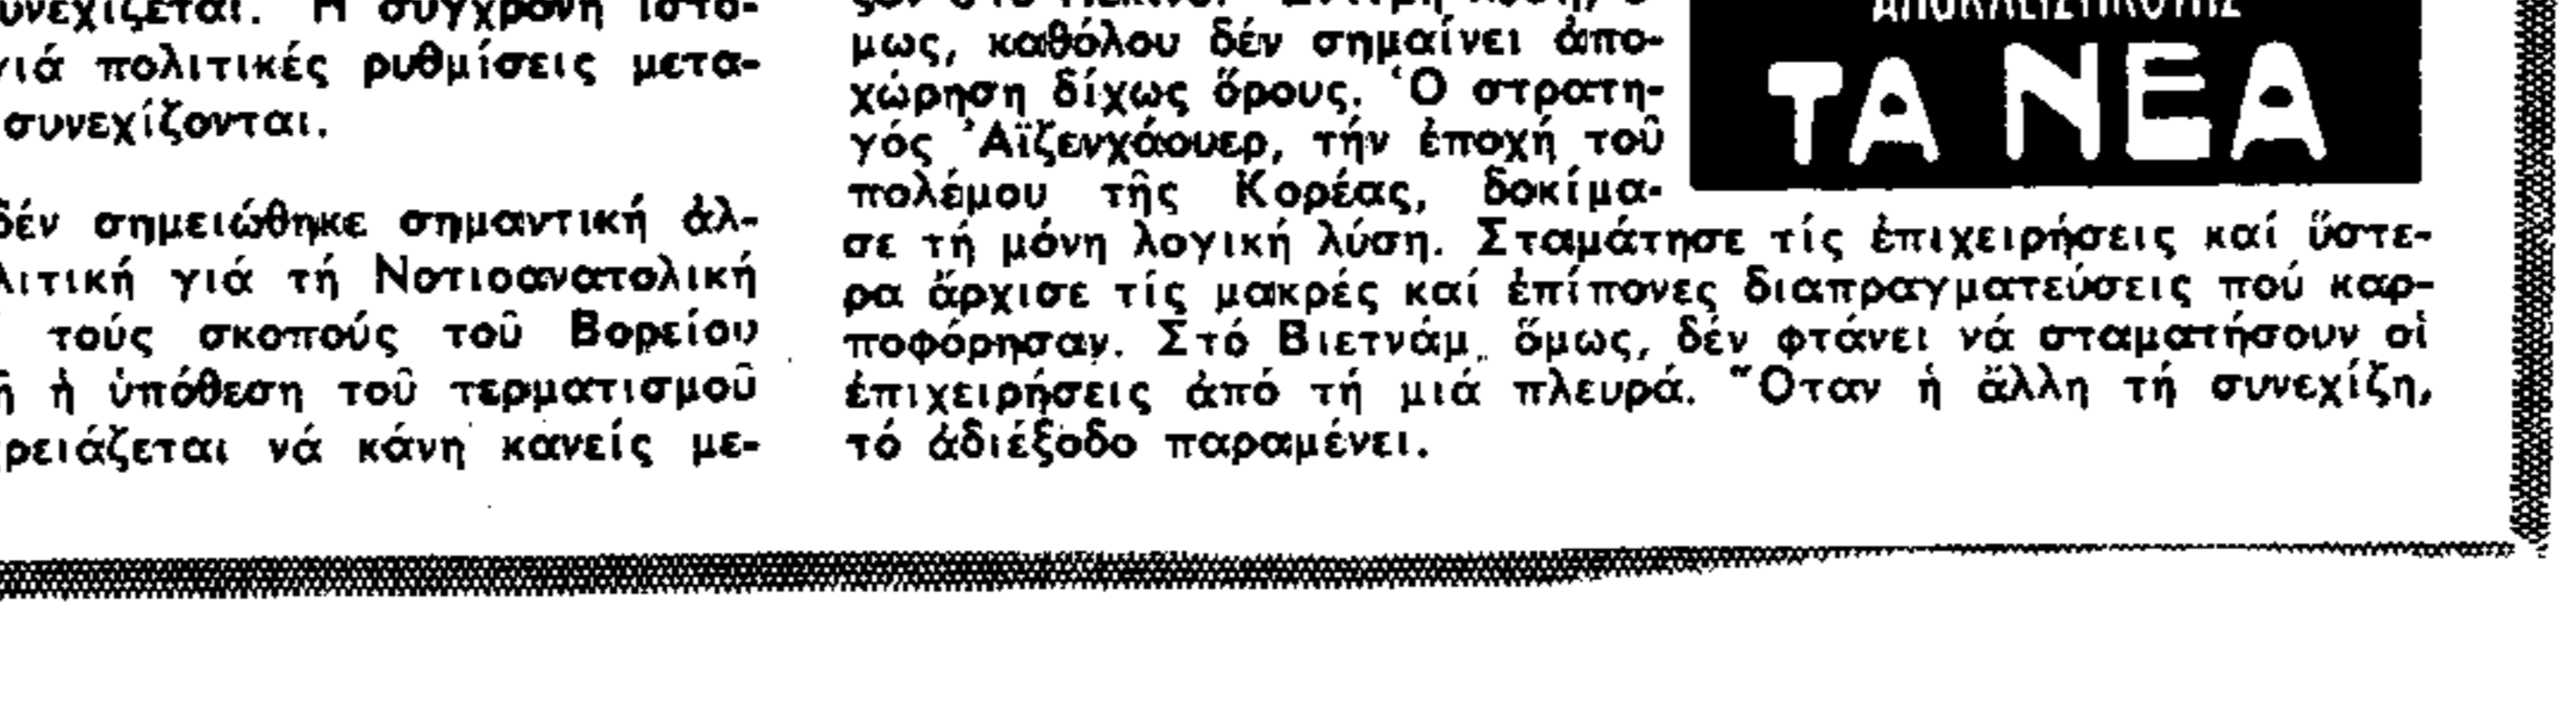 συνεχίζεται. Ἡ σύγχρονη ἱστο-
γιά πολιτικές ρυθμίσεις μετα-
συνεχίζονται.
δέν σημειώθηκε σημαντική ἀλ-
λιτική γιά τή Νοτιοανατολική
τούς σκοπούς τοῦ Βορείου
ἡ ὑπόθεση τοῦ τερματισμοῦ
ρειάζεται νά κάνη κανείς με-
μως, καθόλου δέν σημαίνει ἀπο-
χώρηση δίχως ὅρους. Ὁ στρατη-
γός Ἀϊζενχάουερ, τήν ἐποχή τοῦ
πολέμου τῆς Κορέας, δοκίμα-
σε τή μόνη λογική λύση. Σταμάτησε τίς ἐπιχειρήσεις καί ὕστε-
ρα ἄρχισε τίς μακρές καί ἐπίπονες διαπραγματεύσεις πού καρ-
ποφόρησαν. Στό Βιετνάμ, ὅμως, δέν φτάνει νά σταματήσουν οἱ
ἐπιχειρήσεις ἀπό τή μιά πλευρά. Ὅταν ἡ ἄλλη τή συνεχίζη,
τό ἀδιέξοδο παραμένει.
ΑΠΟΚΛΕΙΣΤΙΚΟΤΗΣ
ΤΑ ΝΕΑ